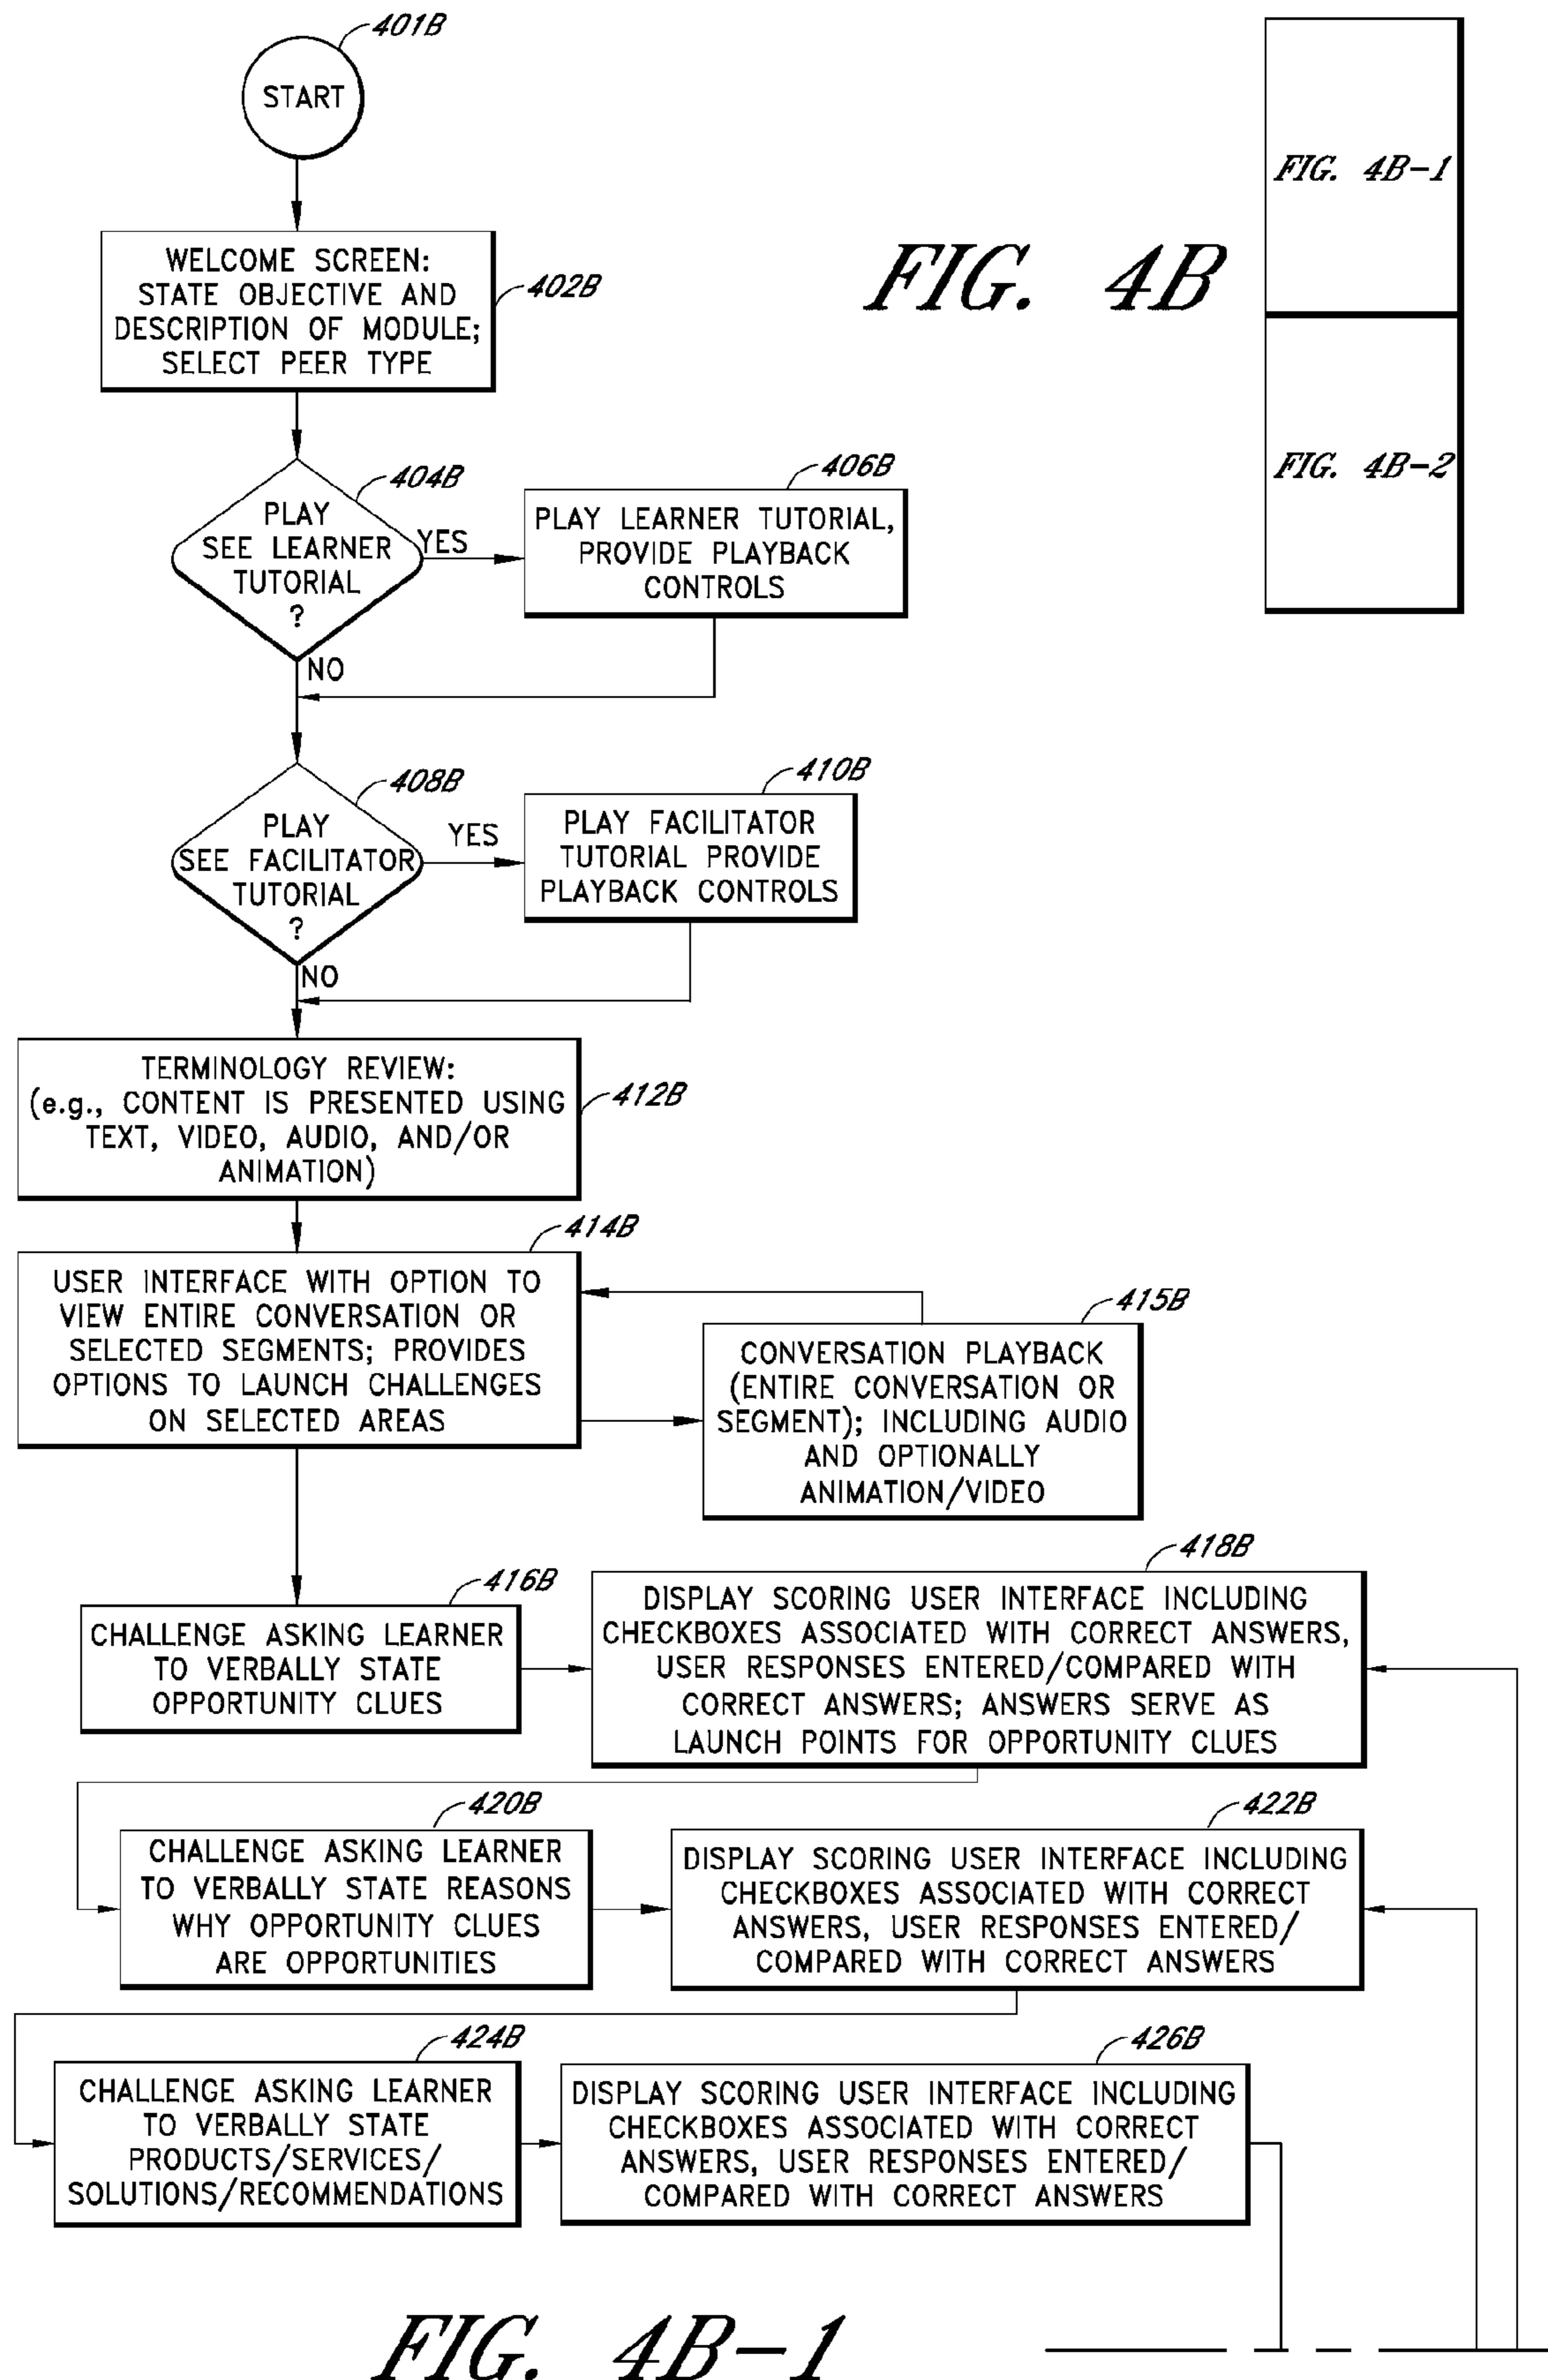 401B
START
WELCOME SCREEN:
STATE OBJECTIVE AND
DESCRIPTION OF MODULE;
SELECT PEER TYPE
402B
FIG. 4B
FIG. 4B-1
FIG. 4B-2
404B
PLAY
SEE LEARNER
TUTORIAL
?
YES
NO
406B
PLAY LEARNER TUTORIAL,
PROVIDE PLAYBACK
CONTROLS
408B
PLAY
SEE FACILITATOR
TUTORIAL
?
YES
NO
410B
PLAY FACILITATOR
TUTORIAL PROVIDE
PLAYBACK CONTROLS
TERMINOLOGY REVIEW:
(e.g., CONTENT IS PRESENTED USING
TEXT, VIDEO, AUDIO, AND/OR
ANIMATION)
412B
414B
USER INTERFACE WITH OPTION TO
VIEW ENTIRE CONVERSATION OR
SELECTED SEGMENTS; PROVIDES
OPTIONS TO LAUNCH CHALLENGES
ON SELECTED AREAS
415B
CONVERSATION PLAYBACK
(ENTIRE CONVERSATION OR
SEGMENT); INCLUDING AUDIO
AND OPTIONALLY
ANIMATION/VIDEO
416B
CHALLENGE ASKING LEARNER
TO VERBALLY STATE
OPPORTUNITY CLUES
418B
DISPLAY SCORING USER INTERFACE INCLUDING
CHECKBOXES ASSOCIATED WITH CORRECT ANSWERS,
USER RESPONSES ENTERED/COMPARED WITH
CORRECT ANSWERS; ANSWERS SERVE AS
LAUNCH POINTS FOR OPPORTUNITY CLUES
420B
CHALLENGE ASKING LEARNER
TO VERBALLY STATE REASONS
WHY OPPORTUNITY CLUES
ARE OPPORTUNITIES
422B
DISPLAY SCORING USER INTERFACE INCLUDING
CHECKBOXES ASSOCIATED WITH CORRECT
ANSWERS, USER RESPONSES ENTERED/
COMPARED WITH CORRECT ANSWERS
424B
CHALLENGE ASKING LEARNER
TO VERBALLY STATE
PRODUCTS/SERVICES/
SOLUTIONS/RECOMMENDATIONS
426B
DISPLAY SCORING USER INTERFACE INCLUDING
CHECKBOXES ASSOCIATED WITH CORRECT
ANSWERS, USER RESPONSES ENTERED/
COMPARED WITH CORRECT ANSWERS
FIG. 4B-1